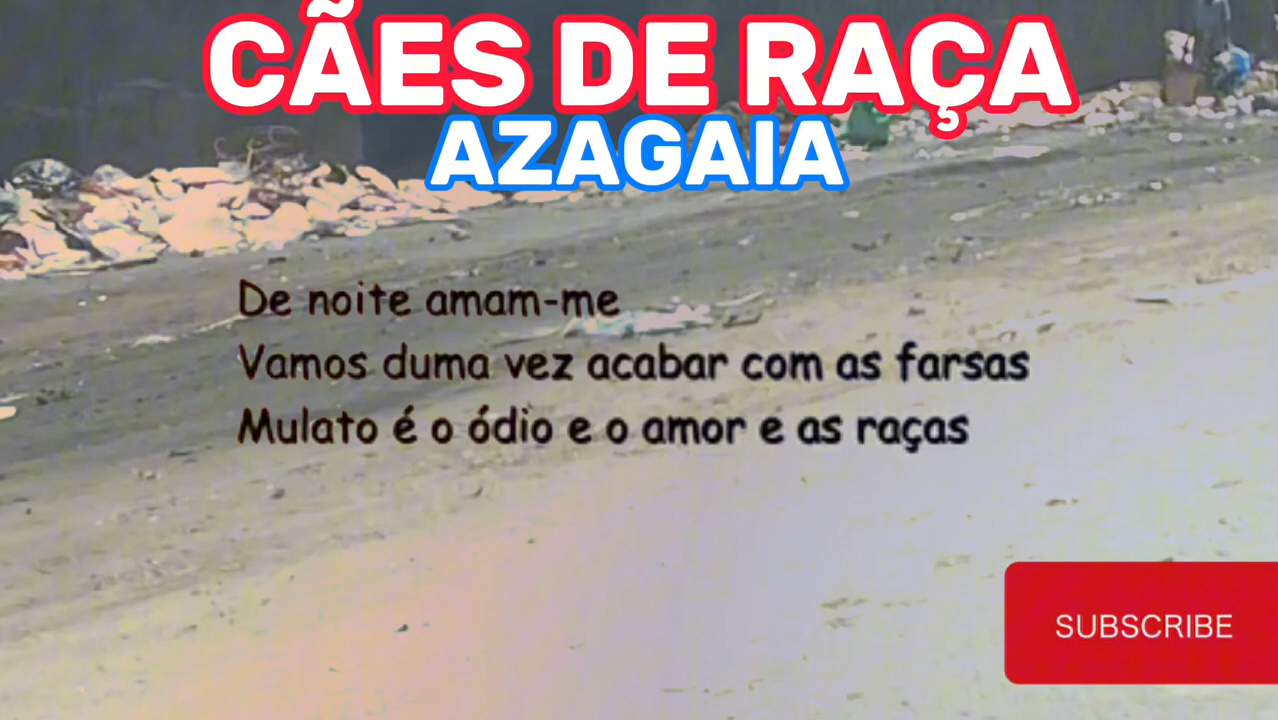 CÃES DE RAÇA
AZAGAIA
De noite amam-me
Vamos duma vez acabar com as farsas
Mulato é o ódio e o amor e as raças
SUBSCRIBE